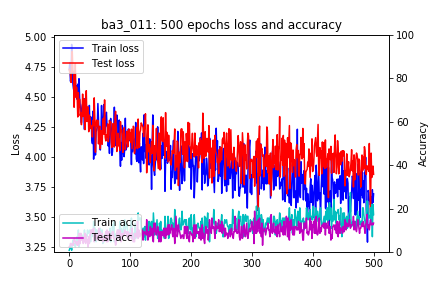 ba3_011: 500 epochs loss and accuracy
5.00
4.75
4.50
4.25
4.00
3.75
3.50
3.25
Loss
Train loss
Test loss
Train acc
Test acc
100
80
60
40
20
0
Accuracy
0 100 200 300 400 500